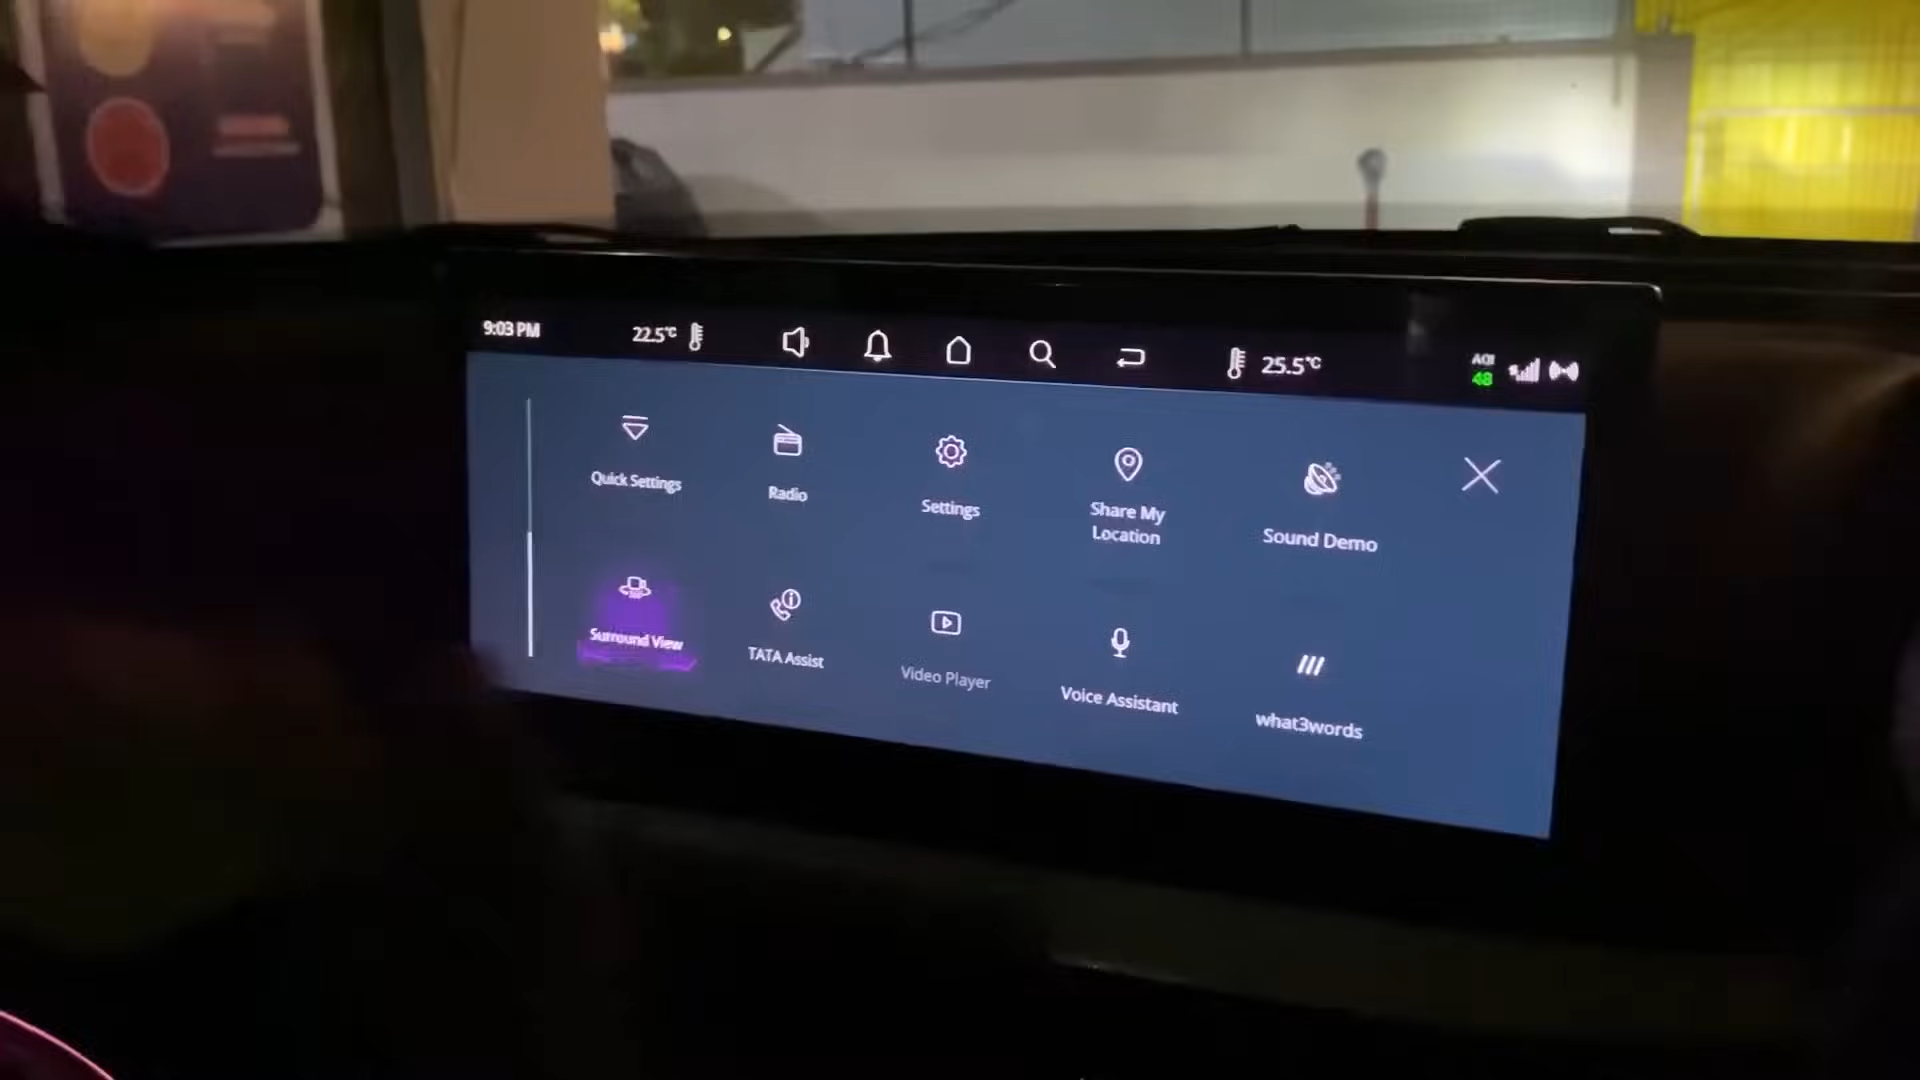 9:03 PM
22.5°C
25.5°C
AQI
48
Quick Settings
Radio
Settings
Share My
Location
Sound Demo
Surround View
TATA Assist
Video Player
Voice Assistant
what3words